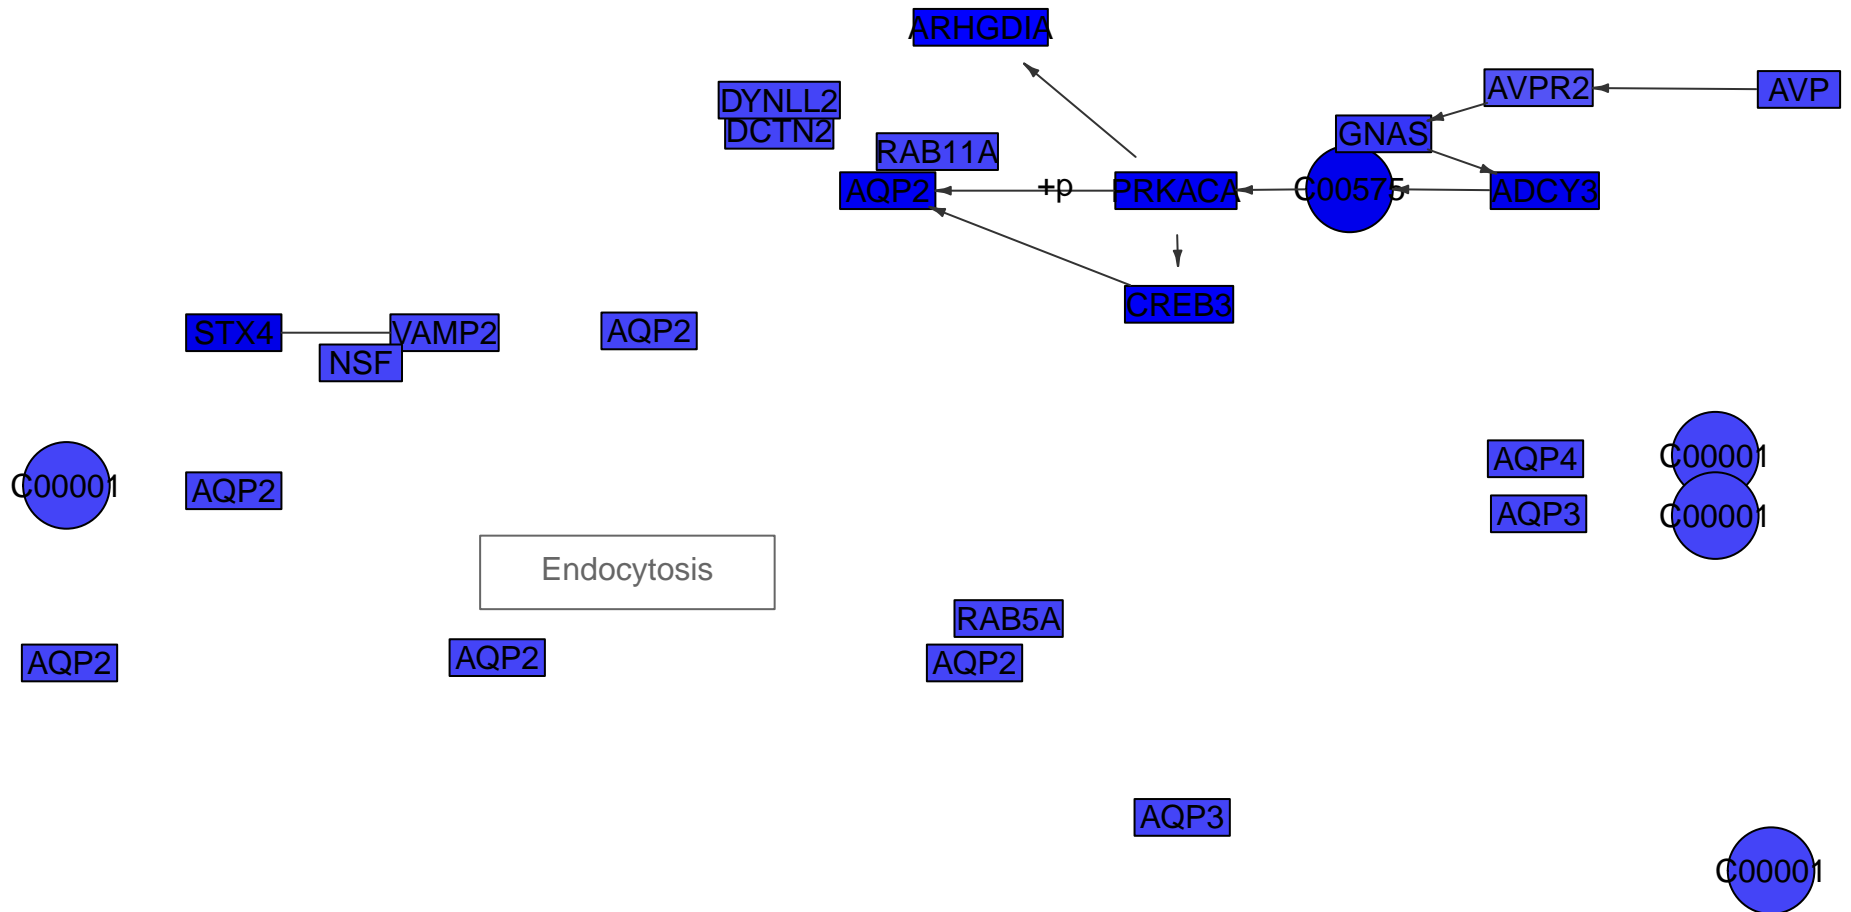 ARHGDIA
DYNLL2
AVPR2
AVP
DCTN2
GNAS
RAB11A
AQP2
+p
PRKACA
C00575
ADCY3
CREB3
STX4
VAMP2
AQP2
NSF
C00001
AQP2
AQP4
C00001
AQP3
C00001
Endocytosis
RAB5A
AQP2
AQP2
AQP2
AQP3
C00001